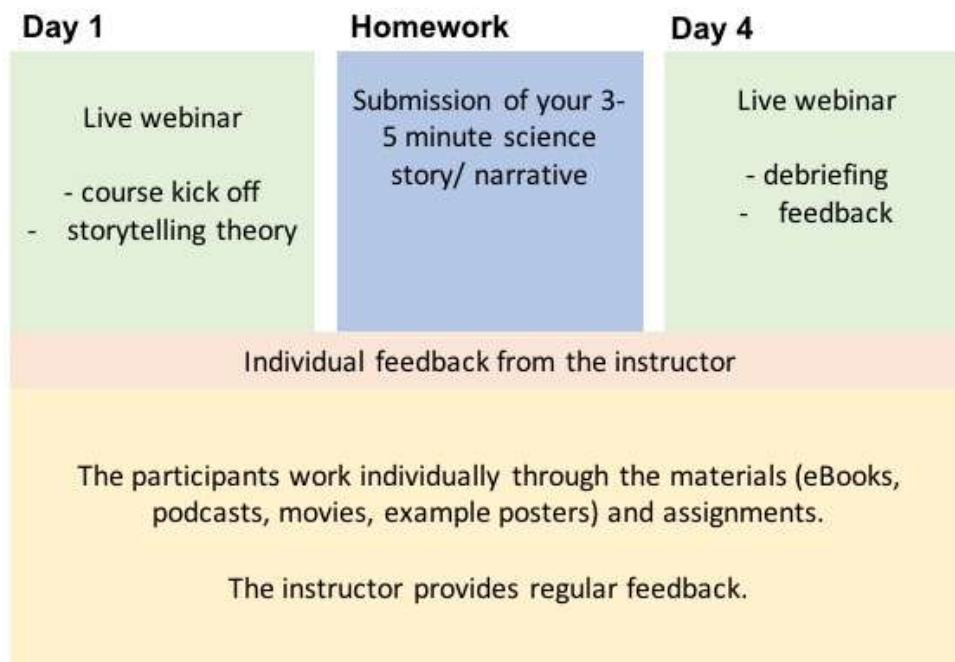 Day 1
Live webinar
- course kick off
- storytelling theory
Homework
Submission of your 3-
5 minute science
story/ narrative
Day 4
Live webinar
- debriefing
- feedback
Individual feedback from the instructor
The participants work individually through the materials (eBooks,
podcasts, movies, example posters) and assignments.
The instructor provides regular feedback.